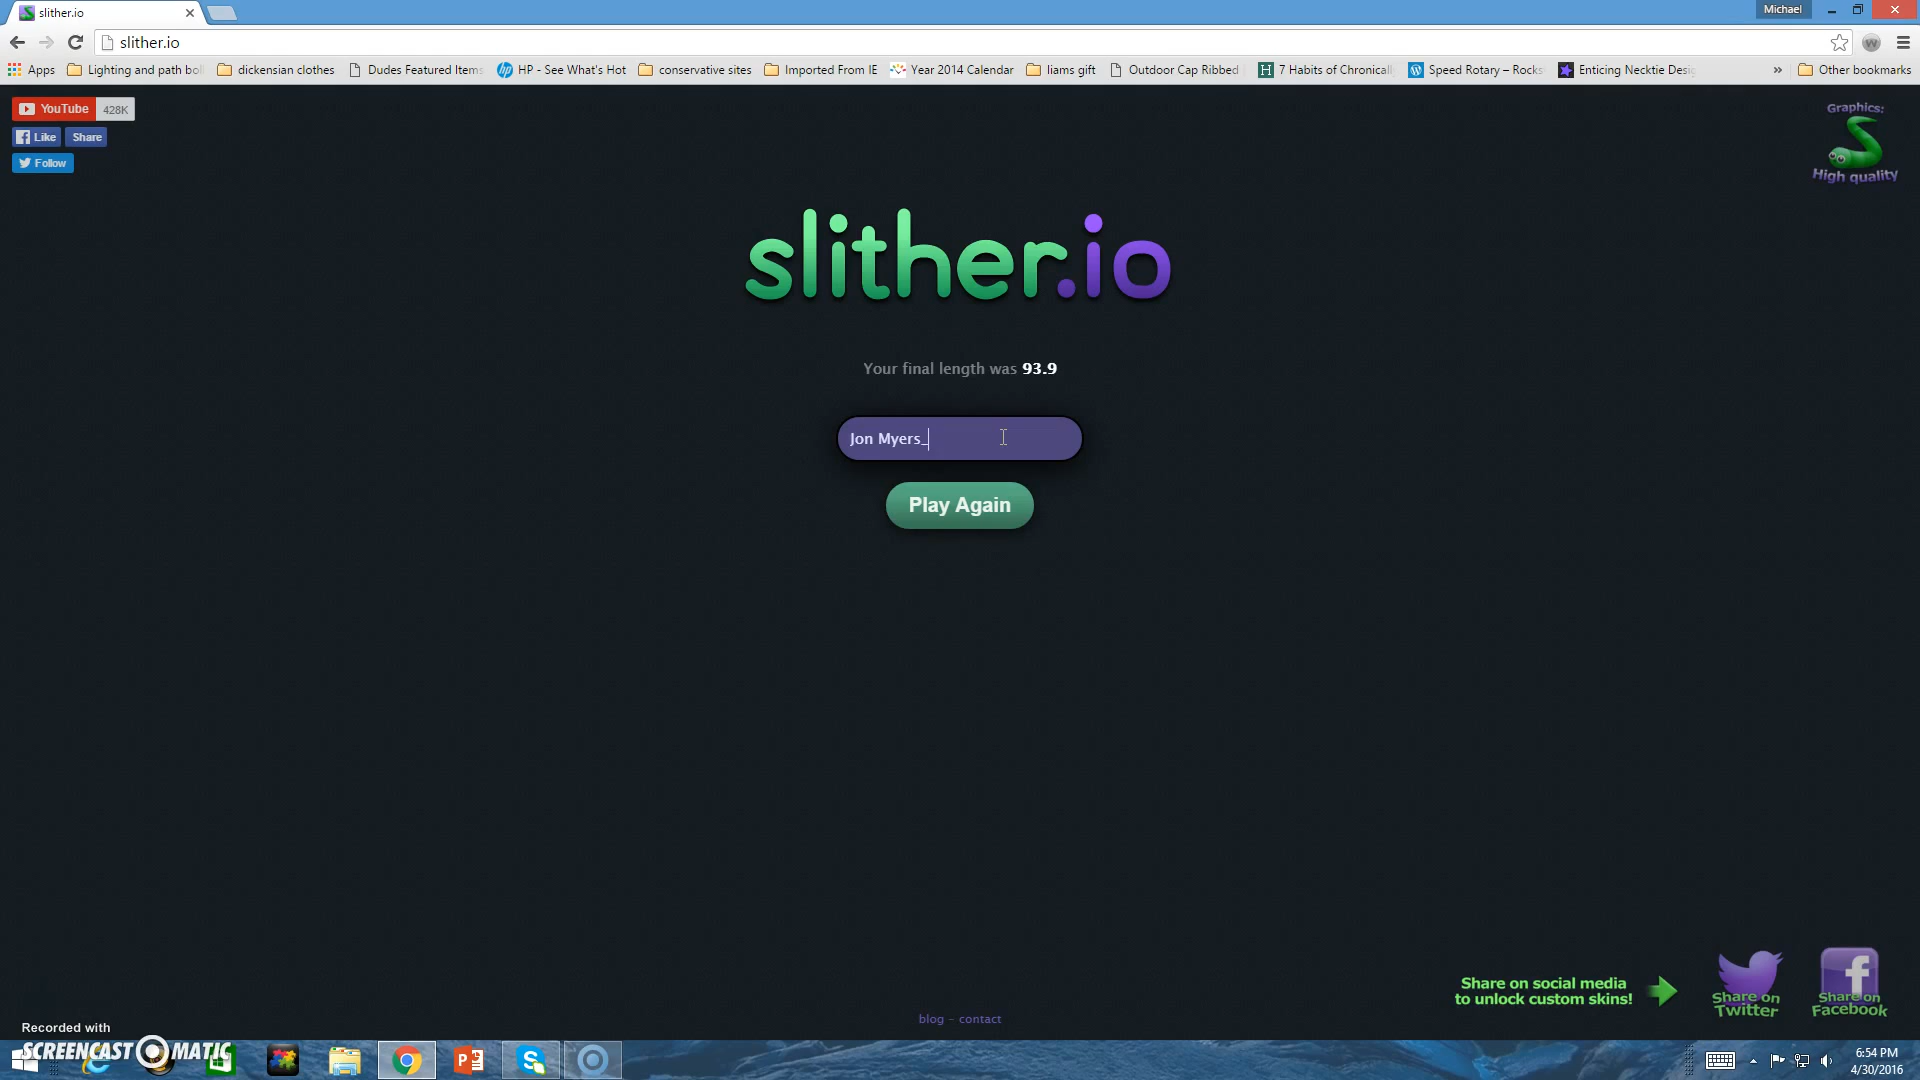 slither.io
Michael
slither.io
Apps
Lighting and path bol
dickensian clothes
Dudes Featured Items
HP - See What's Hot
conservative sites
Imported From IE
Year 2014 Calendar
liams gift
Outdoor Cap Ribbed
7 Habits of Chronicall
Speed Rotary – Rocks
Enticing Necktie Desig
»
Other bookmarks
YouTube 428K
Like Share
Follow
Graphics:
High quality
slither.io
Your final length was 93.9
Jon Myers_
Play Again
Share on social media
to unlock custom skins!
Share on
Twitter
Share on
Facebook
blog - contact
Recorded with
SCREENCAST MATIC
6:54 PM
4/30/2016